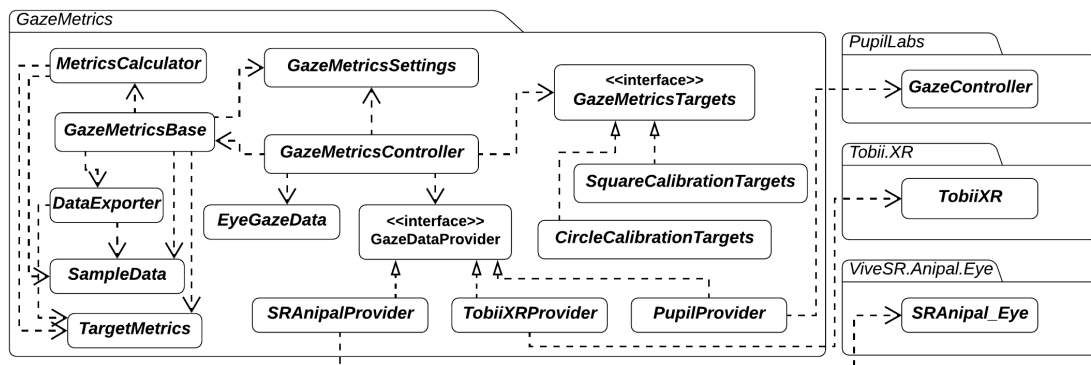 GazeMetrics
MetricsCalculator
GazeMetricsSettings
<<interface>>
GazeMetricsTargets
GazeMetricsBase
GazeMetricsController
SquareCalibrationTargets
DataExporter
EyeGazeData
<<interface>>
GazeDataProvider
CircleCalibrationTargets
SampleData
SRAnipalProvider
TobiiXRProvider
PupilProvider
TargetMetrics
PupilLabs
GazeController
Tobii.XR
TobiiXR
ViveSR.Anipal.Eye
SRAnipal_Eye